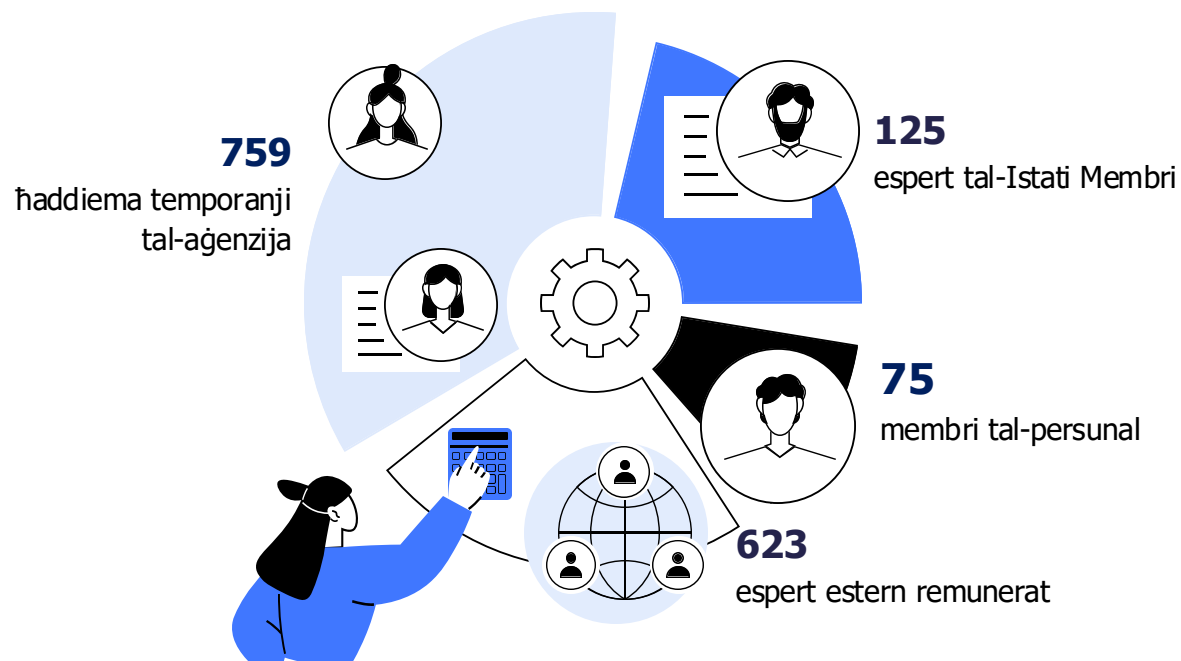 759
ħaddiema temporanji
tal-aġenzija
125
espert tal-Istati Membri
75
membri tal-persunal
623
espert estern remunerat